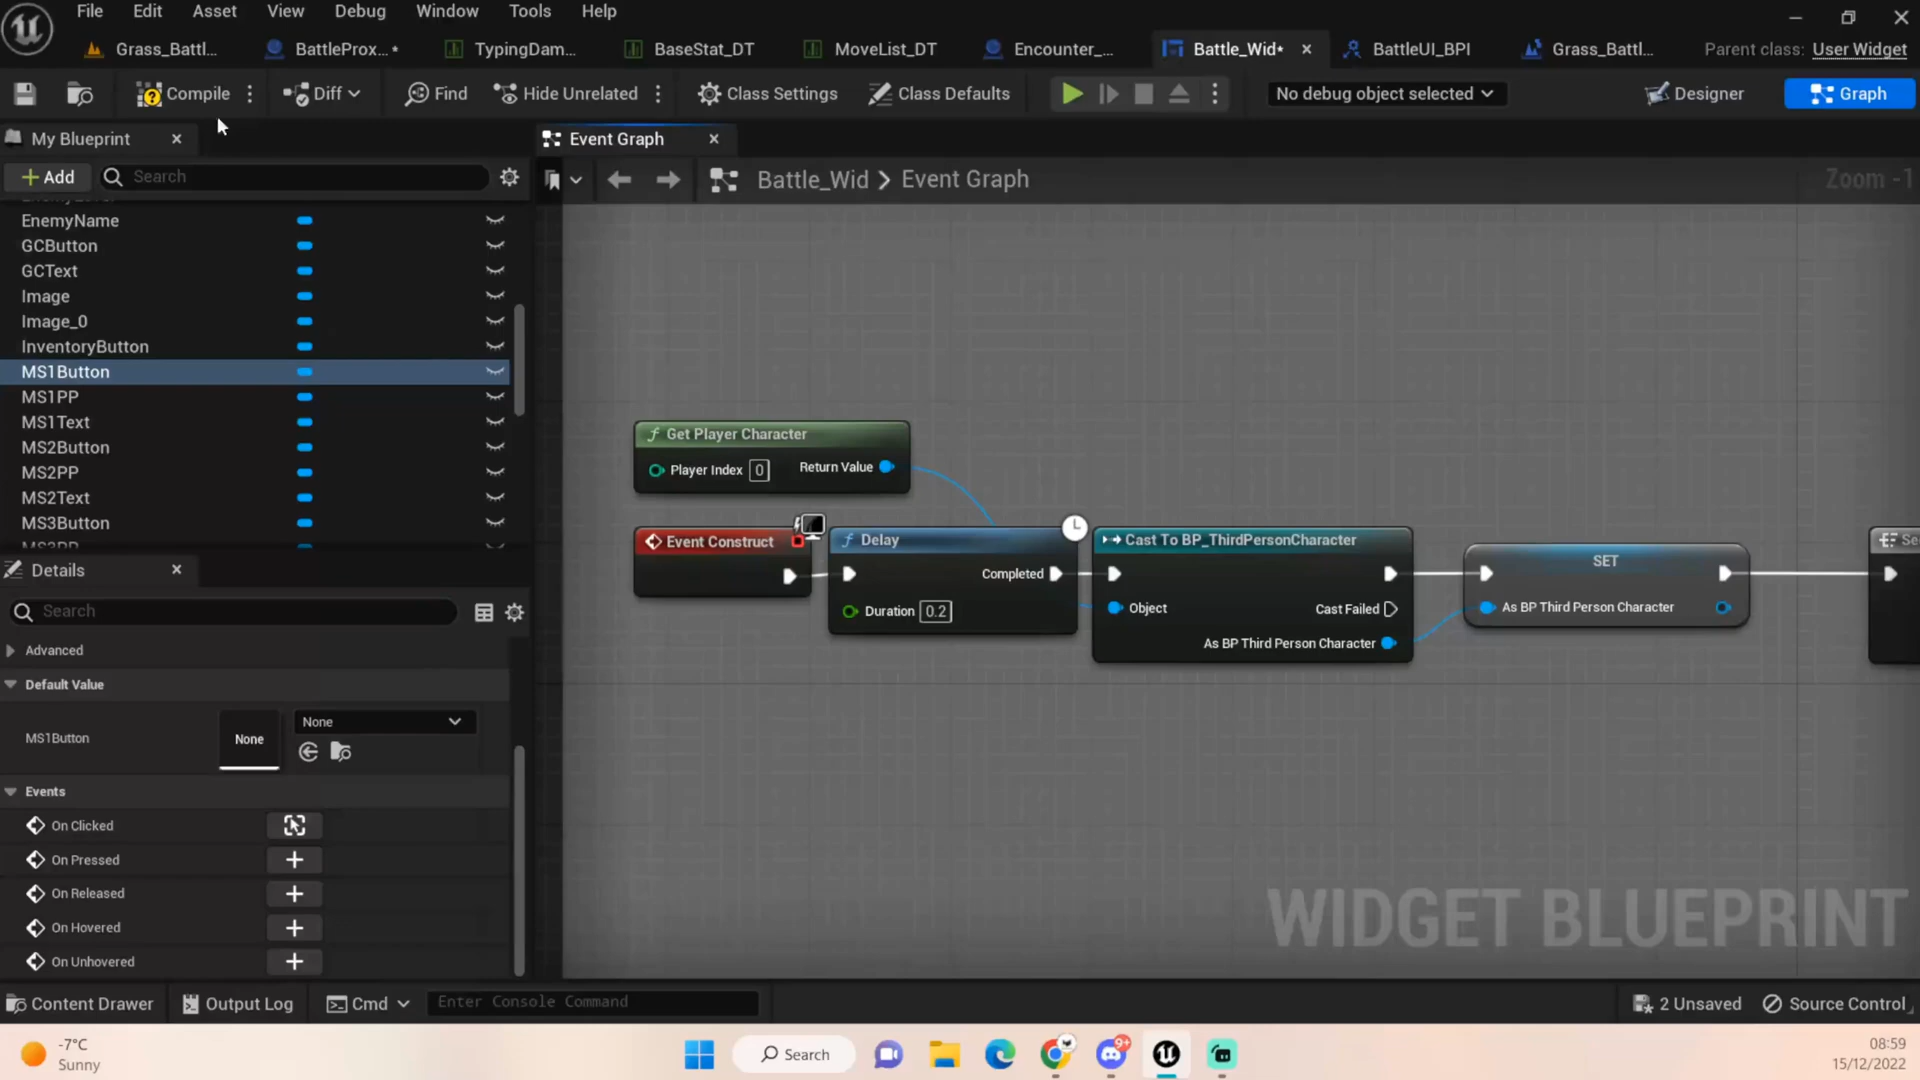 File Edit Asset View Debug Window Tools Help
Grass_Battl... BattleProx...* TypingDam... BaseStat_DT MoveList_DT Encounter_... Battle_Wid* BattleUI_BPI Grass_Battl... Parent class: User Widget
Compile Diff Find Hide Unrelated Class Settings Class Defaults No debug object selected Designer Graph
My Blueprint
Event Graph
Add Search
Battle_Wid > Event Graph Zoom -1
EnemyName
GCButton
GCText
Image
Image_0
InventoryButton
MS1Button
MS1PP
MS1Text
MS2Button
MS2PP
MS2Text
MS3Button
Get Player Character
Player Index 0 Return Value
Event Construct
Delay
Completed
Duration 0.2
Cast To BP_ThirdPersonCharacter
Object
Cast Failed
As BP Third Person Character
SET
As BP Third Person Character
Se
Details
Search
Advanced
Default Value
MS1Button None None
Events
On Clicked
On Pressed
On Released
On Hovered
On Unhovered
WIDGET BLUEPRINT
Content Drawer Output Log Cmd Enter Console Command 2 Unsaved Source Control
-7°C
Sunny
Search
9+
08:59
15/12/2022